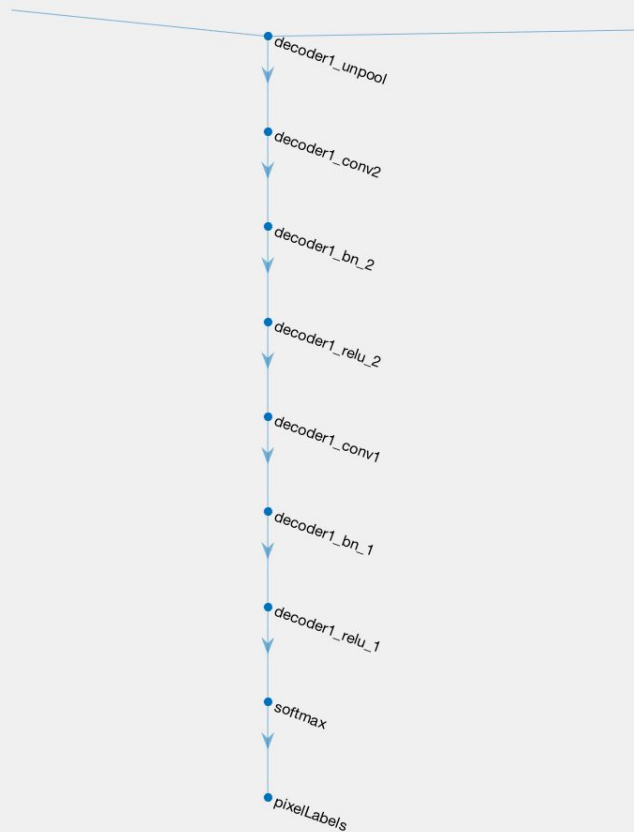 decoder1_unpool
decoder1_conv2
decoder1_bn_2
decoder1_relu_2
decoder1_conv1
decoder1_bn_1
decoder1_relu_1
softmax
pixelLabels